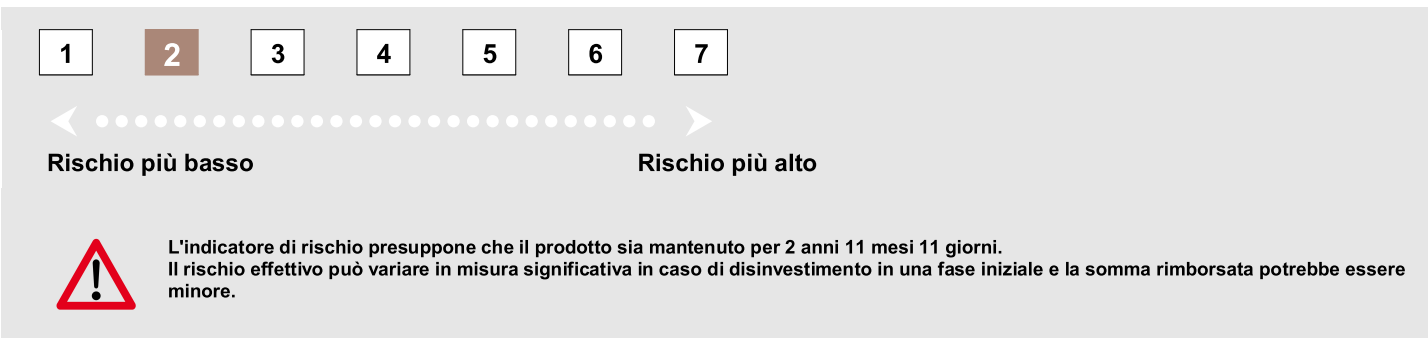 1 2 3 4 5 6 7
Rischio più basso Rischio più alto
L'indicatore di rischio presuppone che il prodotto sia mantenuto per 2 anni 11 mesi 11 giorni.
Il rischio effettivo può variare in misura significativa in caso di disinvestimento in una fase iniziale e la somma rimborsata potrebbe essere
minore.